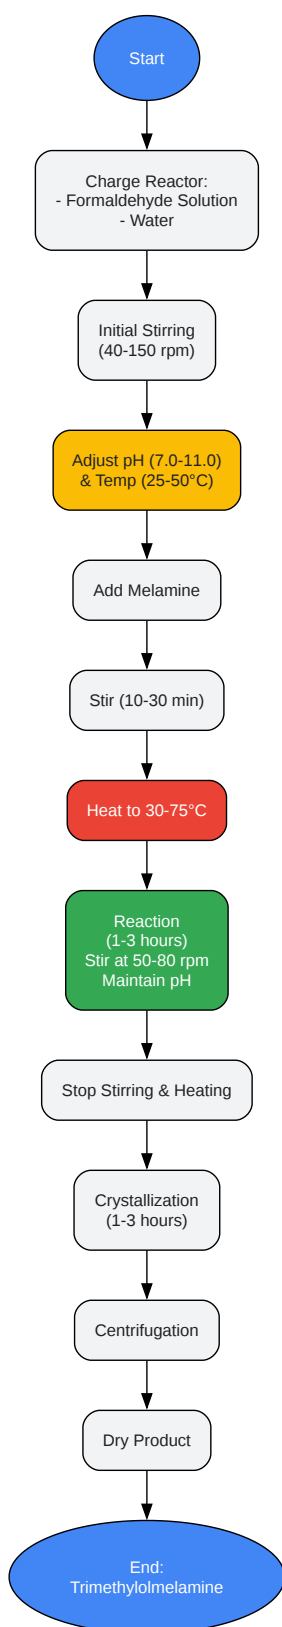 Start
Charge Reactor:
- Formaldehyde Solution
- Water
Initial Stirring
(40-150 rpm)
Adjust pH (7.0-11.0)
& Temp (25-50°C)
Add Melamine
Stir (10-30 min)
Heat to 30-75°C
Reaction
(1-3 hours)
Stir at 50-80 rpm
Maintain pH
Stop Stirring & Heating
Crystallization
(1-3 hours)
Centrifugation
Dry Product
End:
Trimethylolmelamine